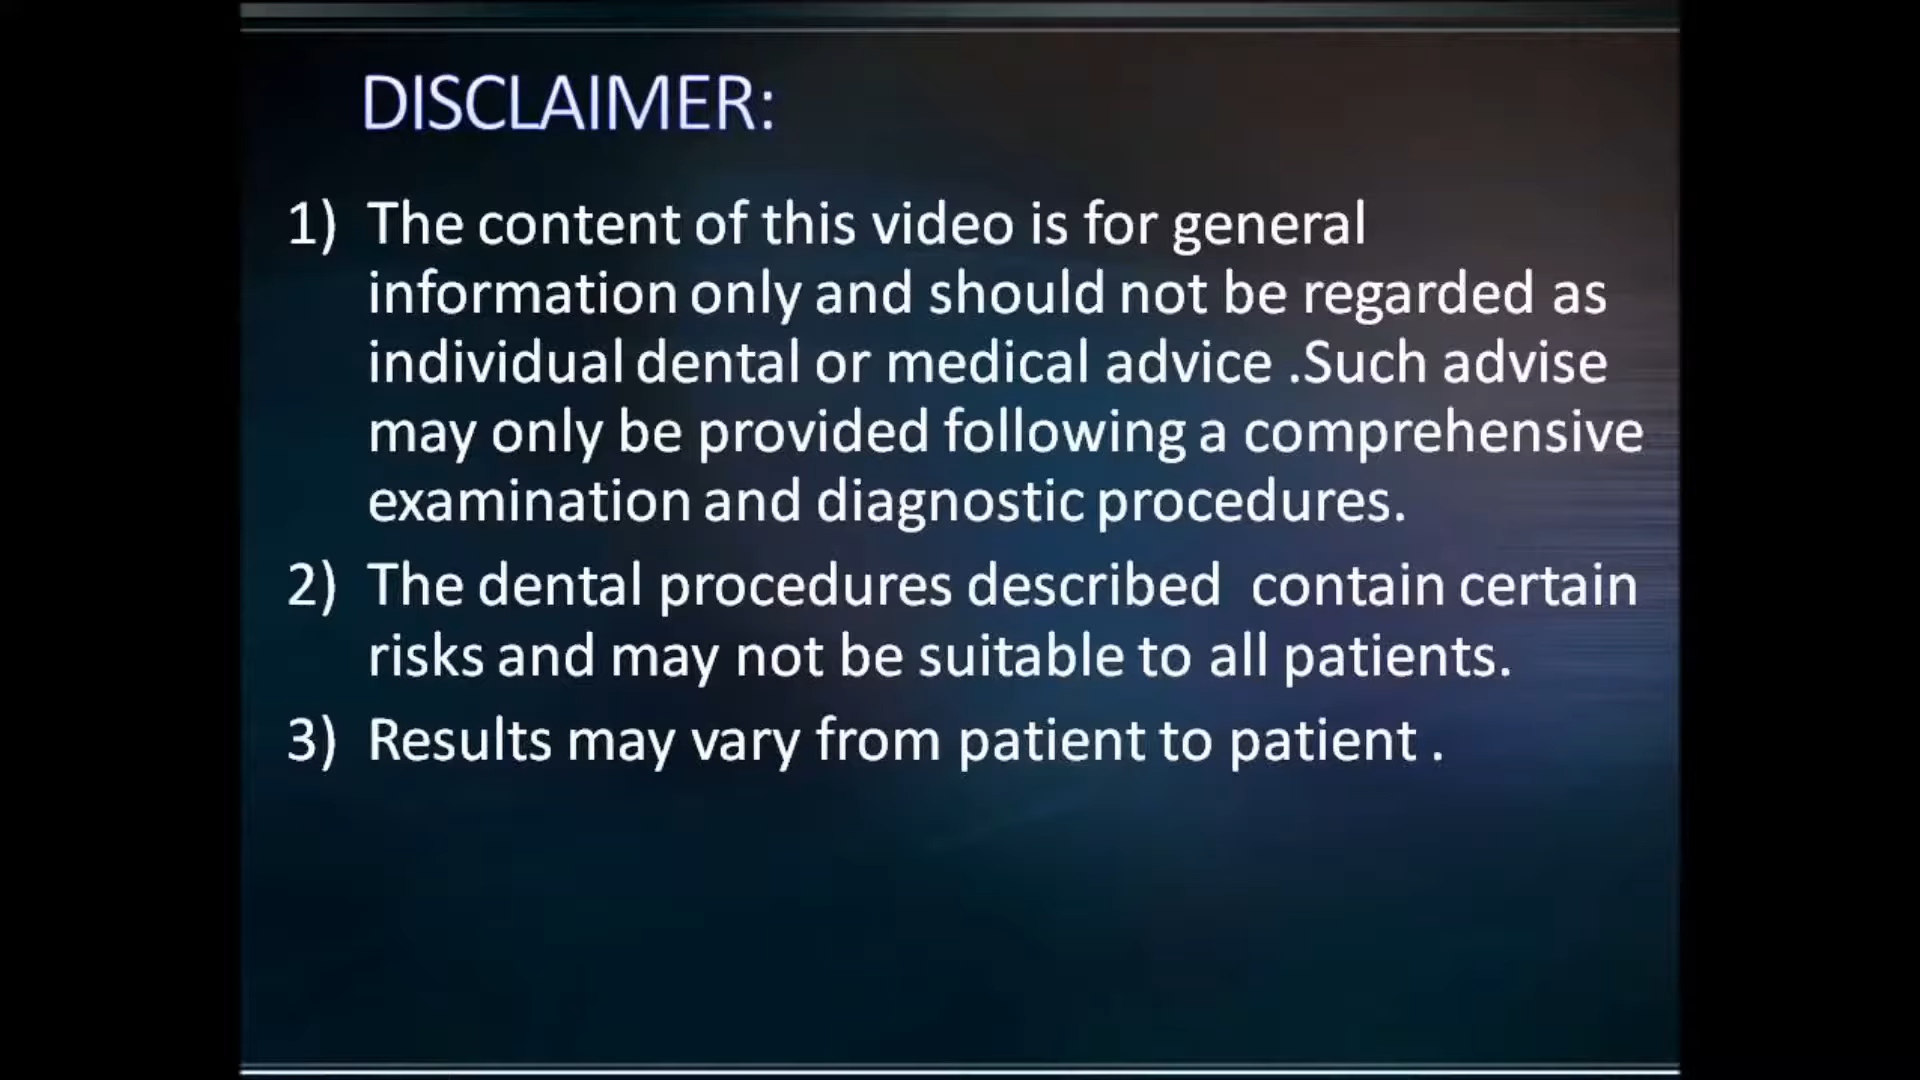 DISCLAIMER:
1) The content of this video is for general
information only and should not be regarded as
individual dental or medical advice .Such advise
may only be provided following a comprehensive
examination and diagnostic procedures.
2) The dental procedures described  contain certain
risks and may not be suitable to all patients.
3) Results may vary from patient to patient .